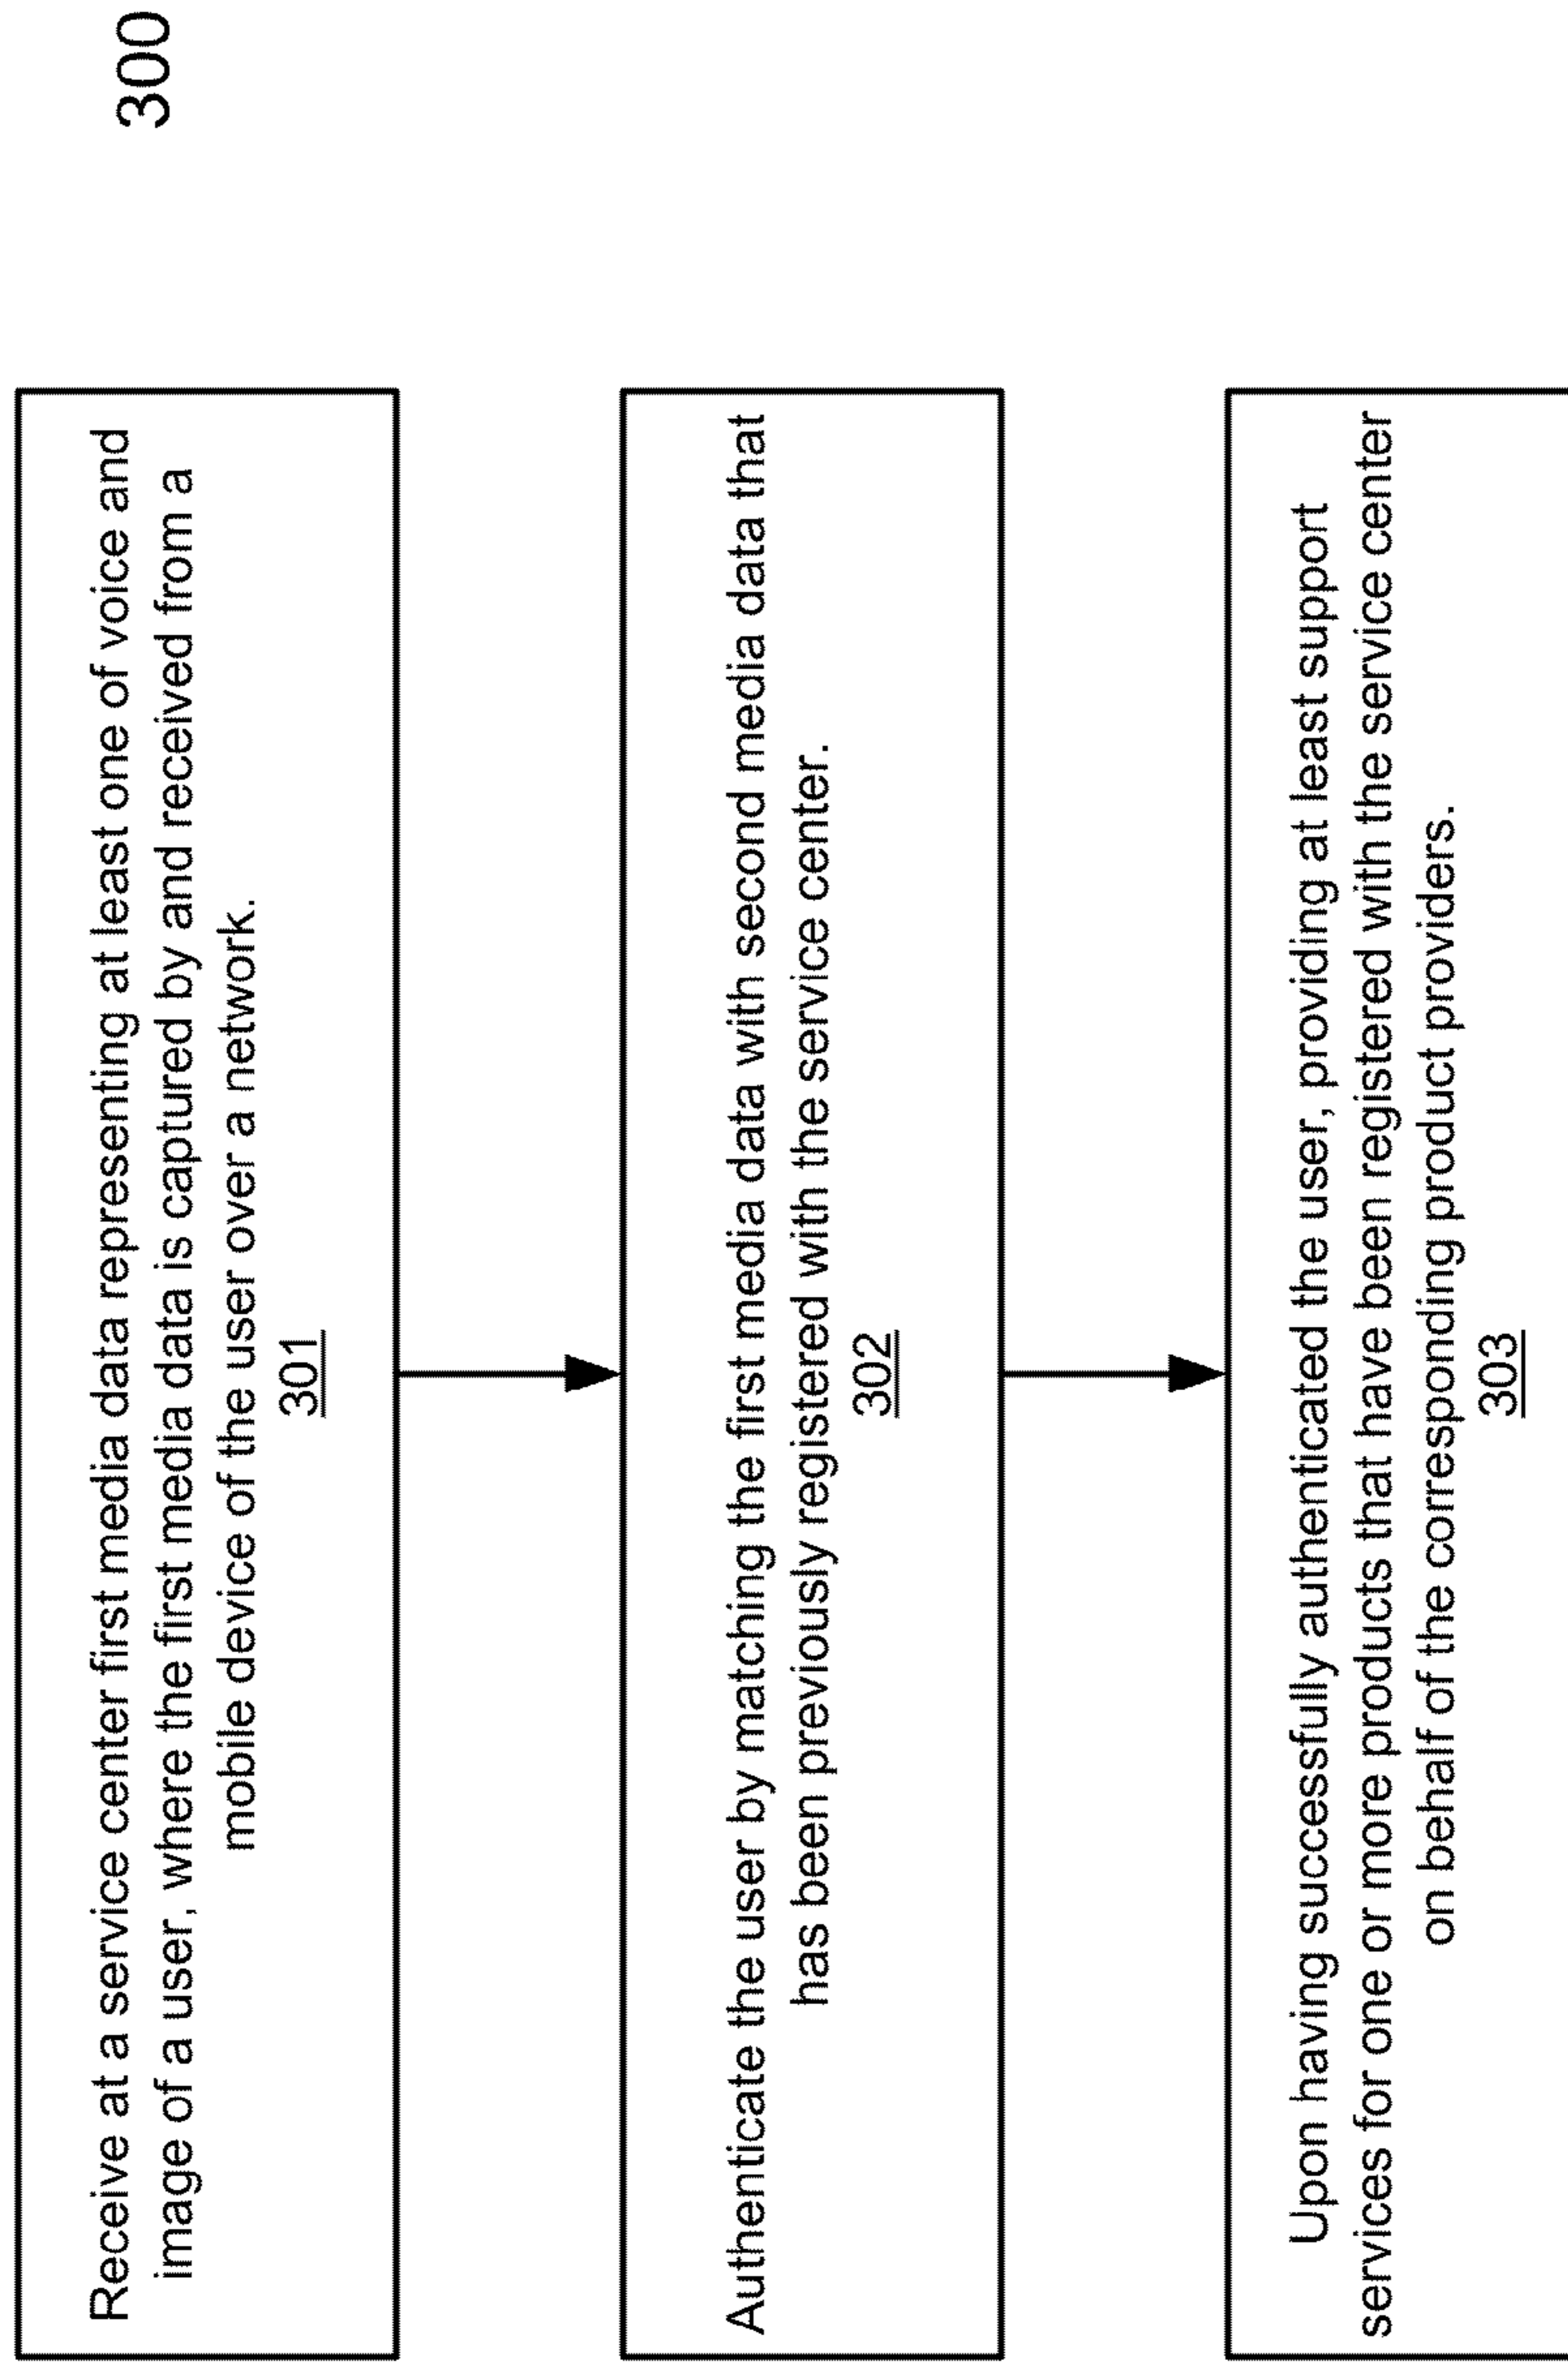 300
Receive at a service center first media data representing at least one of voice and
image of a user, where the first media data is captured by and received from a
mobile device of the user over a network.
301
Authenticate the user by matching the first media data with second media data that
has been previously registered with the service center.
302
Upon having successfully authenticated the user, providing at least support
services for one or more products that have been registered with the service center
on behalf of the corresponding product providers.
303